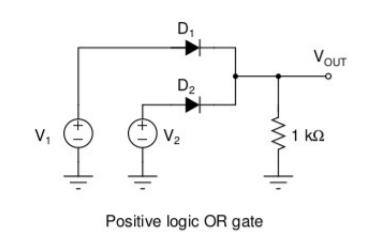 D1
VOUT
D2
V1
V2
1 kΩ
Positive logic OR gate